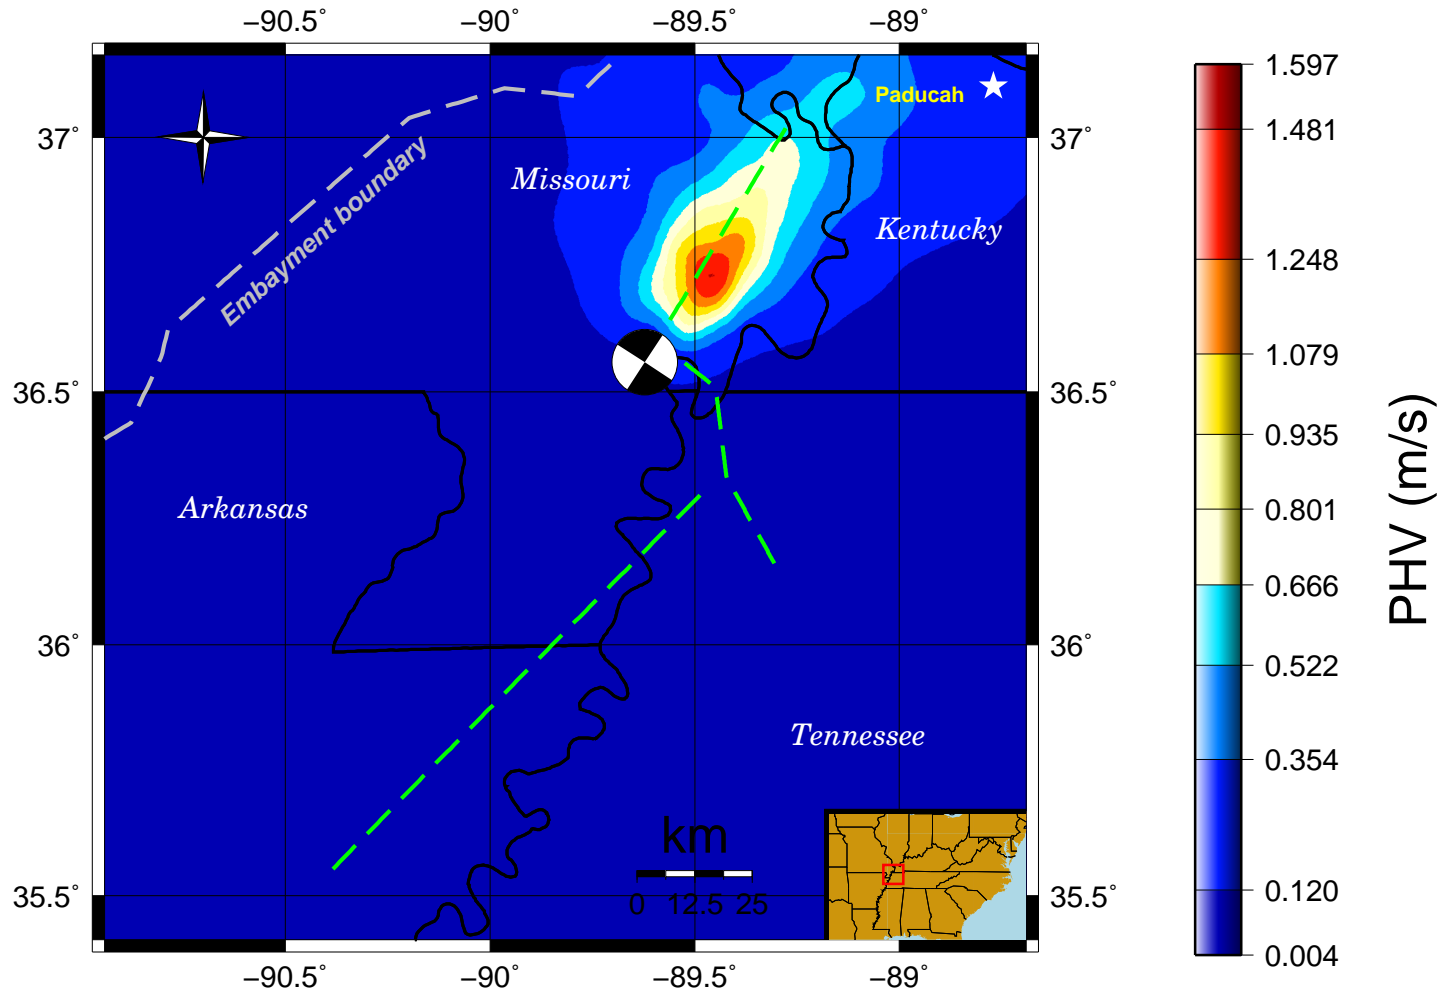 −90.5˚ −90˚ −89.5˚ −89˚
37˚
36.5˚
36˚
35.5˚
37˚
36.5˚
36˚
35.5˚
−90.5˚ −90˚ −89.5˚ −89˚
Paducah
Missouri
Embayment boundary
Kentucky
Arkansas
Tennessee
km
0 12.5 25
1.597
1.481
1.248
1.079
0.935
0.801
0.666
0.522
0.354
0.120
0.004
PHV (m/s)